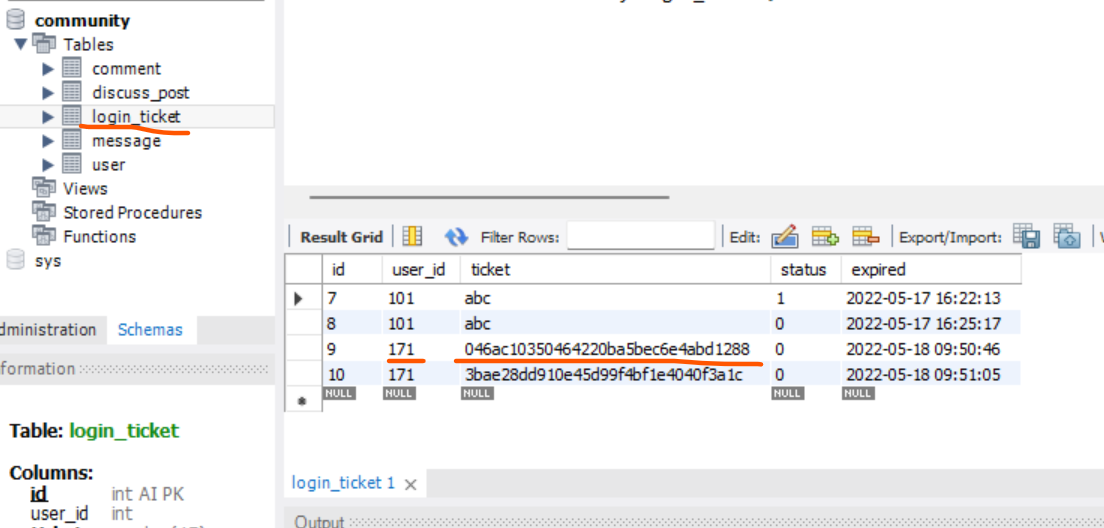 community
Tables
comment
discuss_post
login_ticket
message
user
Views
Stored Procedures
Functions
sys
dministration Schemas
formation
Table: login_ticket
Columns:
id int AI PK
user_id int
Result Grid Filter Rows: Edit: Export/Import:
id user_id ticket status expired
7 101 abc 1 2022-05-17 16:22:13
8 101 abc 0 2022-05-17 16:25:17
9 171 046ac10350464220ba5bec6e4abd1288 0 2022-05-18 09:50:46
10 171 3bae28dd910e45d99f4bf1e4040f3a1c 0 2022-05-18 09:51:05
NULL NULL NULL NULL NULL
login_ticket 1
Output